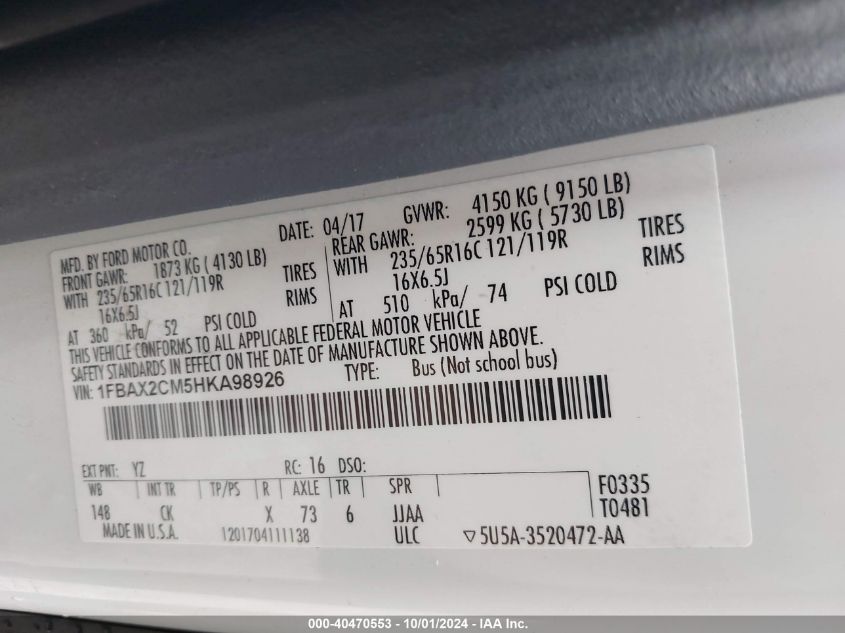 MFD. BY FORD MOTOR CO.
DATE: 04/17
GVWR: 4150 KG ( 9150 LB)
FRONT GAWR: 1873 KG ( 4130 LB)
REAR GAWR: 2599 KG ( 5730 LB)
WITH 235/65R16C 121/119R TIRES
WITH 235/65R16C 121/119R TIRES
16X6.5J RIMS
16X6.5J RIMS
AT 360 kPa/ 52 PSI COLD
AT 510 kPa/ 74 PSI COLD
THIS VEHICLE CONFORMS TO ALL APPLICABLE FEDERAL MOTOR VEHICLE
SAFETY STANDARDS IN EFFECT ON THE DATE OF MANUFACTURE SHOWN ABOVE.
VIN: 1FBAX2CM5HKA98926
TYPE: Bus (Not school bus)
EXT PNT: YZ RC: 16 DSO:
WB INT TR TP/PS R AXLE TR SPR
F0335
148 CK X 73 6 JJAA
T0481
MADE IN U.S.A. 1201704111138 ULC ▽5U5A-3520472-AA
000-40470553 - 10/01/2024 - IAA Inc.